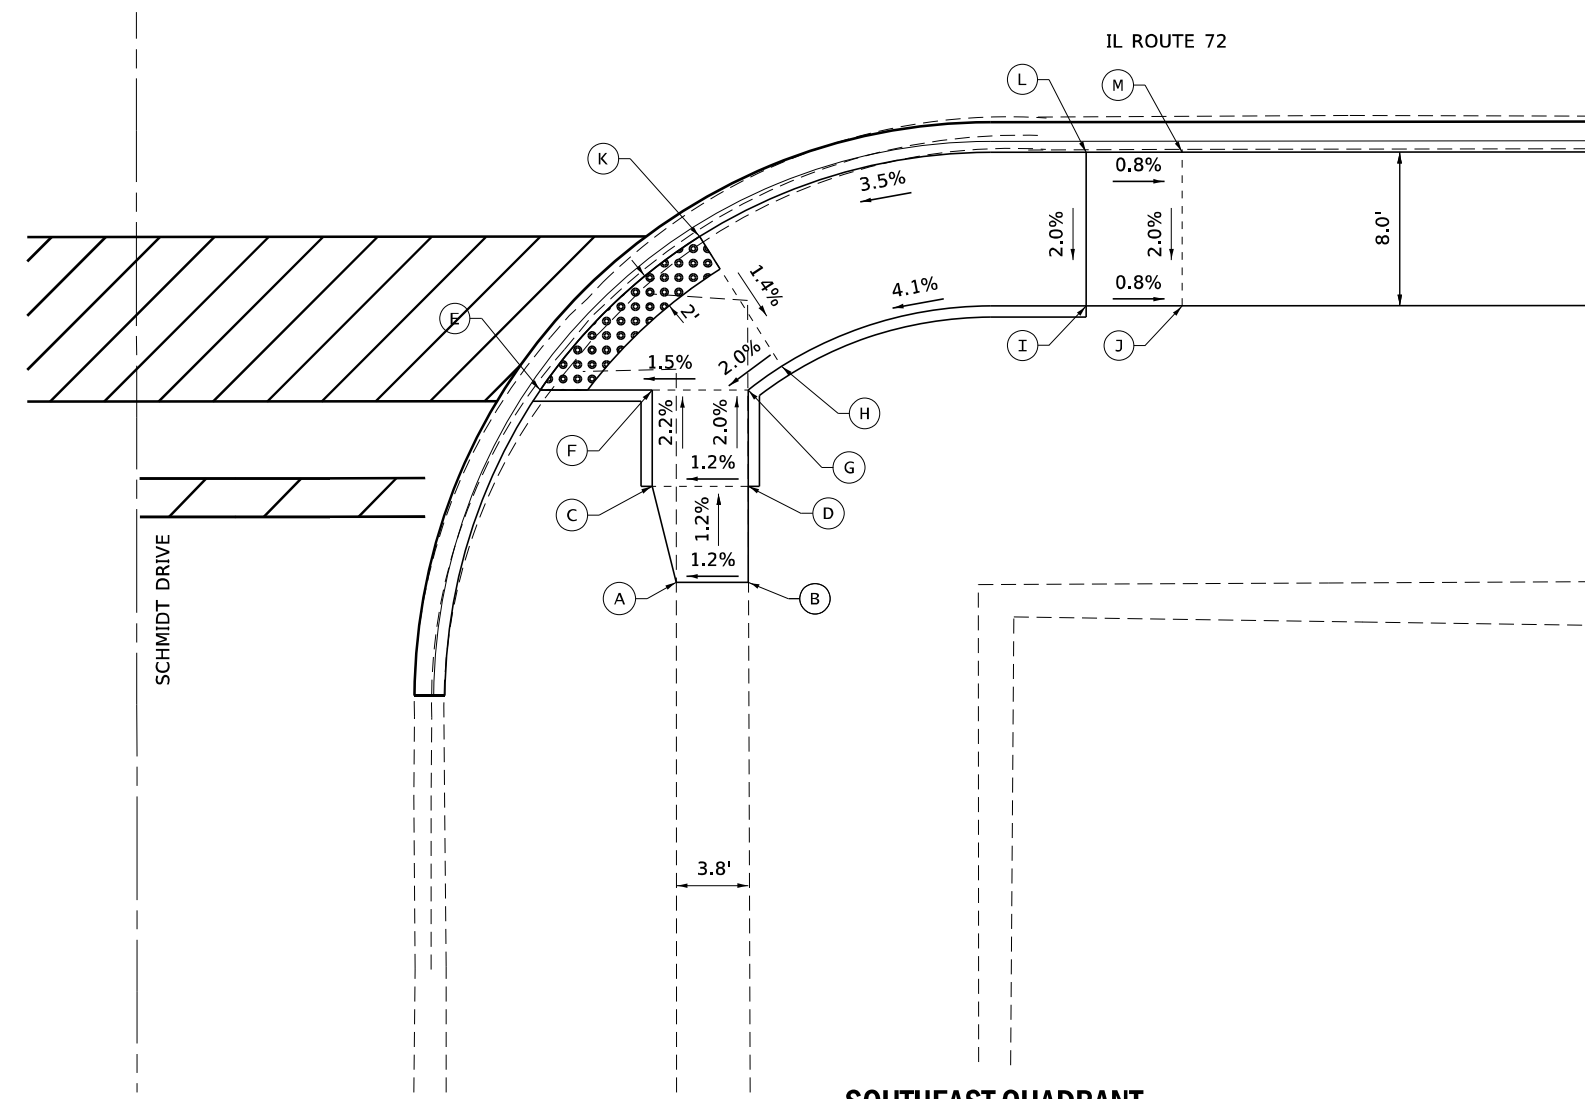 IL ROUTE 72
L
M
K
0.8%
3.5%
2.0%
2.0%
8.0'
1.4%
4.1%
0.8%
E
2'
I
J
1.5%
2.0%
H
2.2%
2.0%
F
G
1.2%
C
D
1.2%
1.2%
A
B
SCHMIDT DRIVE
3.8'
SOUTHEAST QUADRANT